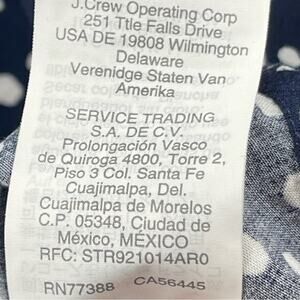 J.Crew Operating Corp
251 Ttle Falls Drive
USA DE 19808 Wilmington
Delaware
Verenidge Staten Van
Amerika
SERVICE TRADING
S.A. DE C.V.
Prolongación Vasco
de Quiroga 4800, Torre 2,
Piso 3 Col. Santa Fe
Cuajimalpa, Del.
Cuajimalpa de Morelos
C.P. 05348, Ciudad de
México, MÉXICO
RFC: STR921014AR0
RN77388 CA56445